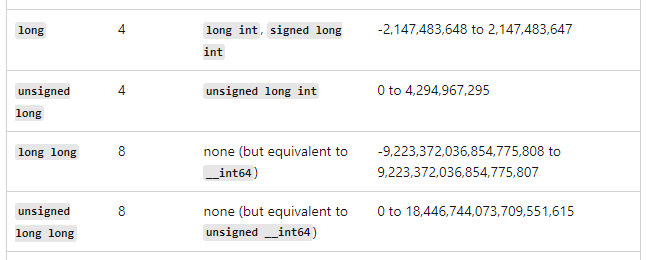 long 4 long int, signed long -2,147,483,648 to 2,147,483,647
int
unsigned 4 unsigned long int 0 to 4,294,967,295
long
long long 8 none (but equivalent to -9,223,372,036,854,775,808 to
__int64) 9,223,372,036,854,775,807
unsigned 8 none (but equivalent to 0 to 18,446,744,073,709,551,615
long long unsigned __int64)